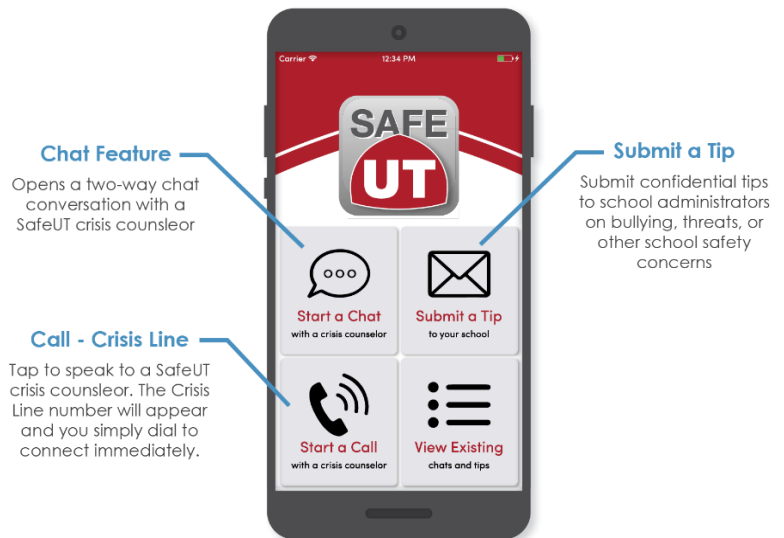 Carrier
12:34 PM
SAFE
UT
Chat Feature
Opens a two-way chat
conversation with a
SafeUT crisis counsleor
Submit a Tip
Submit confidential tips
to school administrators
on bullying, threats, or
other school safety
concerns
Call - Crisis Line
Tap to speak to a SafeUT
crisis counsleor. The Crisis
Line number will appear
and you simply dial to
connect immediately.
Start a Chat
with a crisis counselor
Submit a Tip
to your school
Start a Call
with a crisis counselor
View Existing
chats and tips